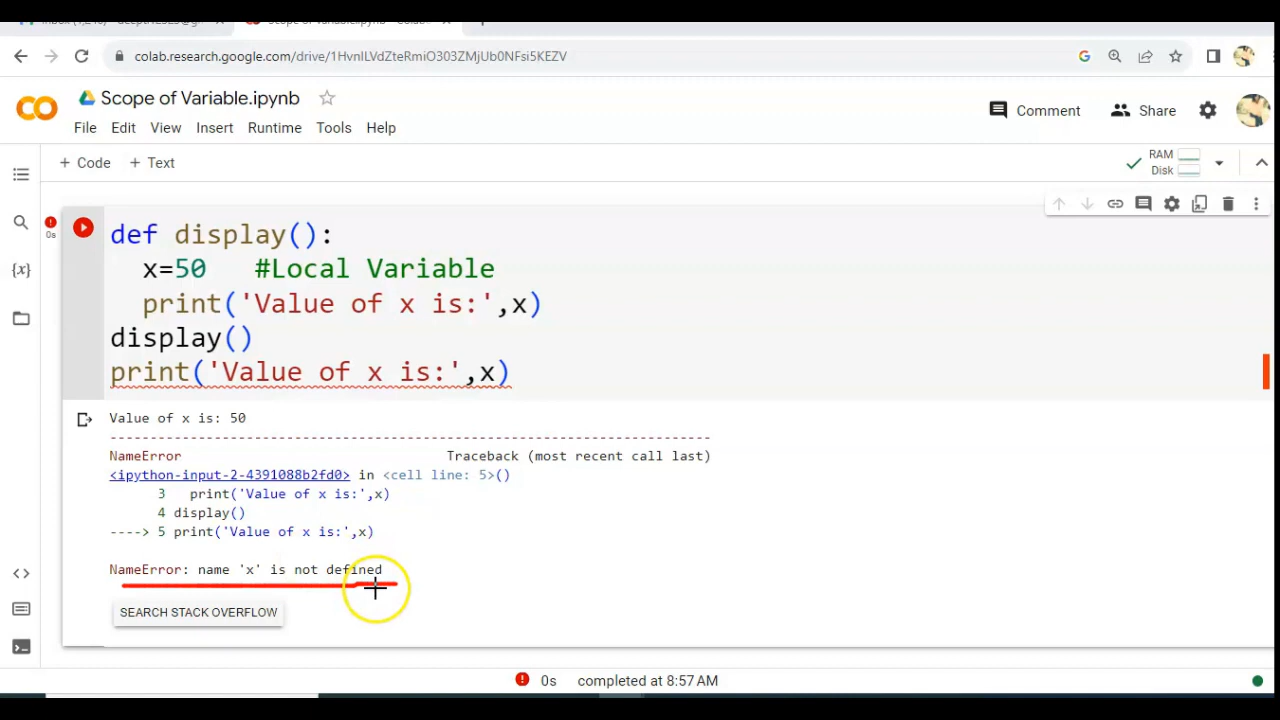 colab.research.google.com/drive/1HvnILVdZteRmiO303ZMjUb0NFsi5KEZV
Scope of Variable.ipynb
Comment
Share
File Edit View Insert Runtime Tools Help
+ Code + Text
RAM
Disk
def display():
x=50 #Local Variable
print('Value of x is:',x)
display()
print('Value of x is:',x)
0s
{x}
Value of x is: 50
---------------------------------------------------------------------------
NameError Traceback (most recent call last)
<ipython-input-2-4391088b2fd0> in <cell line: 5>()
3 print('Value of x is:',x)
4 display()
----> 5 print('Value of x is:',x)
NameError: name 'x' is not defined
SEARCH STACK OVERFLOW
0s completed at 8:57 AM